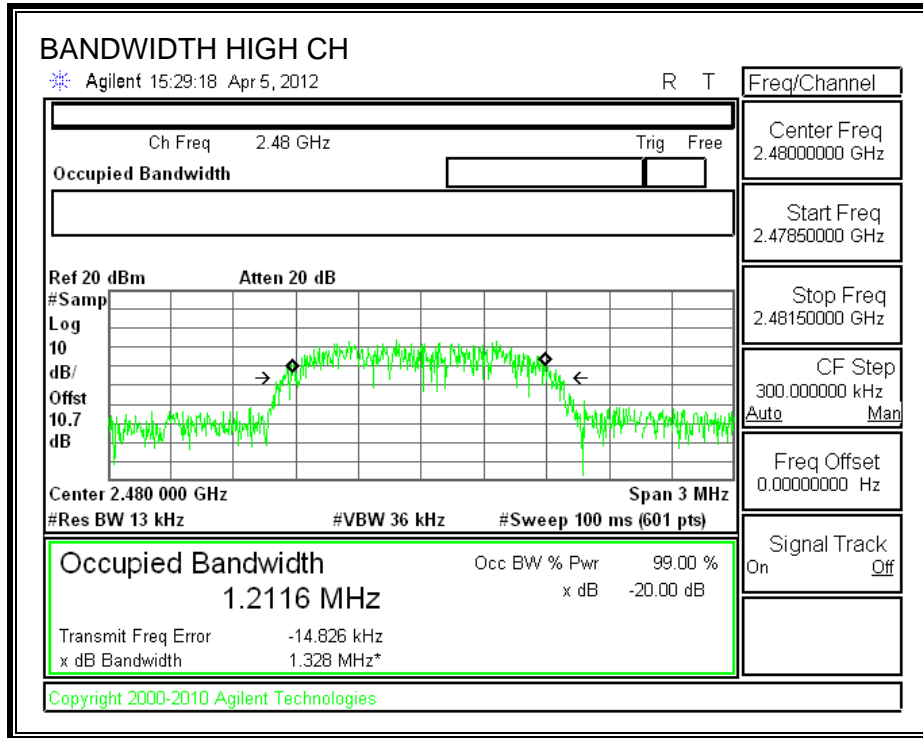 BANDWIDTH HIGH CH
Agilent 15:29:18 Apr 5, 2012 R T
Ch Freq 2.48 GHz Trig Free
Occupied Bandwidth
Ref 20 dBm Atten 20 dB
#Samp
Log
10
dB/
Offst
10.7
dB
Center 2.480 000 GHz Span 3 MHz
#Res BW 13 kHz #VBW 36 kHz #Sweep 100 ms (601 pts)
Occupied Bandwidth
1.2116 MHz
Occ BW % Pwr 99.00 %
x dB -20.00 dB
Transmit Freq Error -14.826 kHz
x dB Bandwidth 1.328 MHz*
Copyright 2000-2010 Agilent Technologies
Freq/Channel
Center Freq
2.48000000 GHz
Start Freq
2.47850000 GHz
Stop Freq
2.48150000 GHz
CF Step
300.000000 kHz
Auto Man
Freq Offset
0.00000000 Hz
Signal Track
On Off